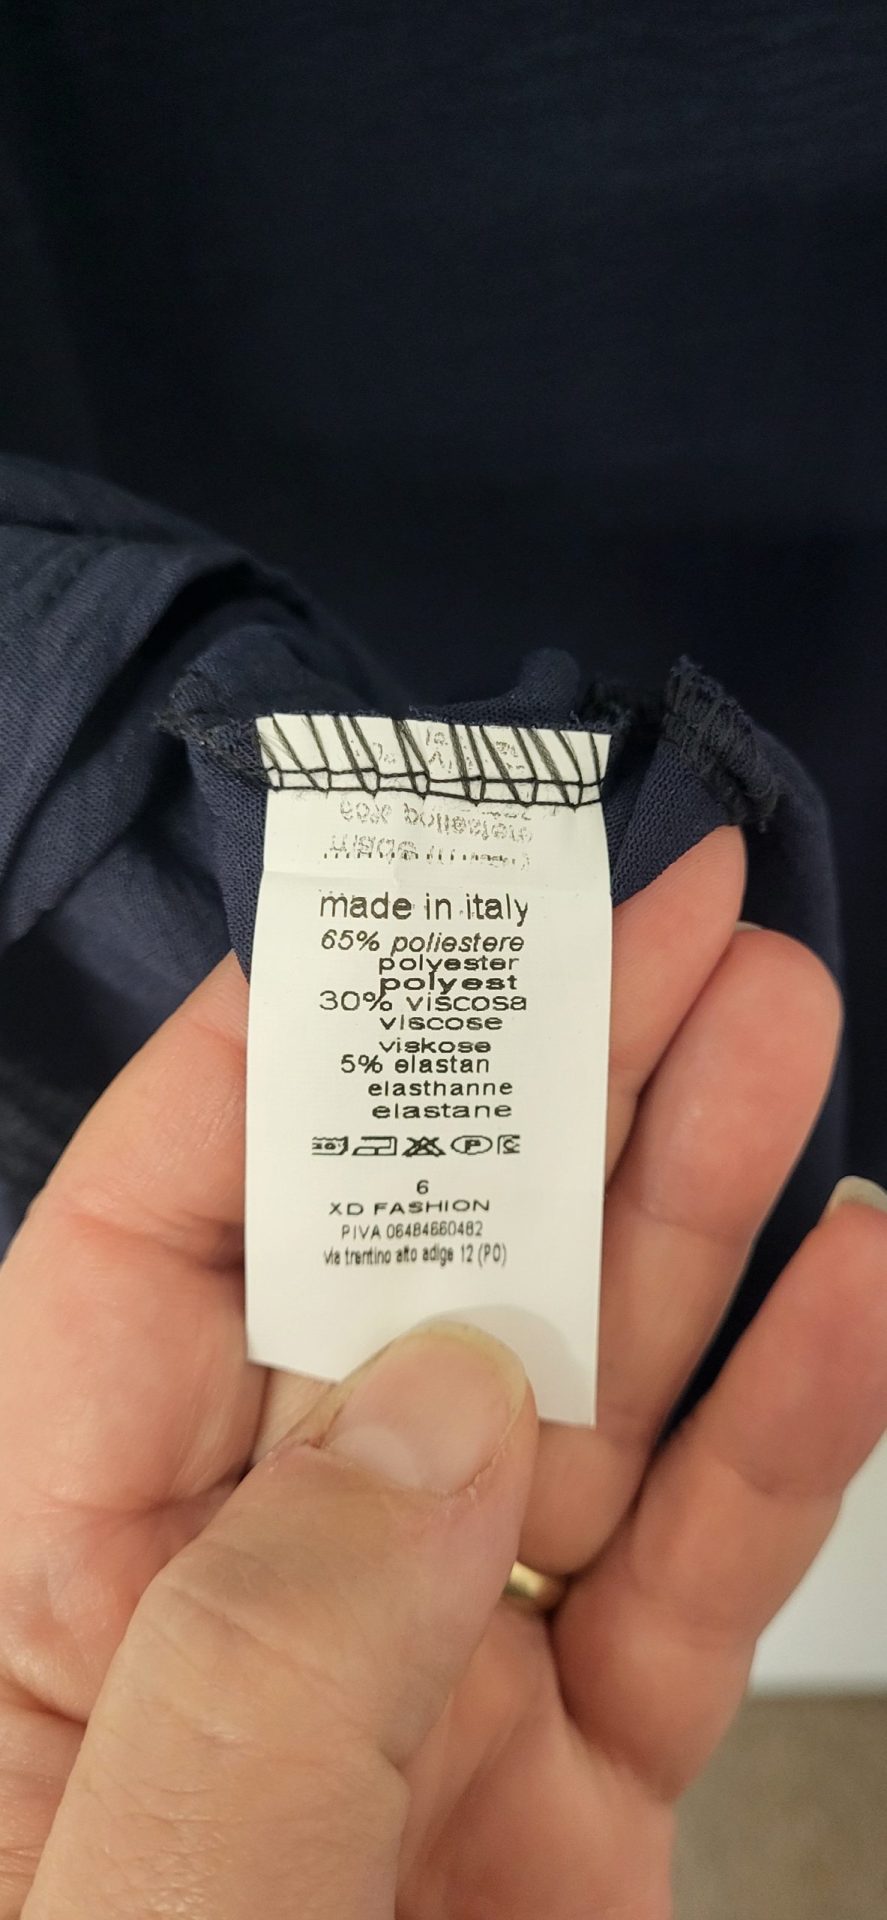 made in italy
65% poliestere
polyester
polyest
30% viscosa
viscose
viskose
5% elastan
elasthanne
elastane
6
XD FASHION
PIVA 06484660482
via trentino alto adige 12 (PO)